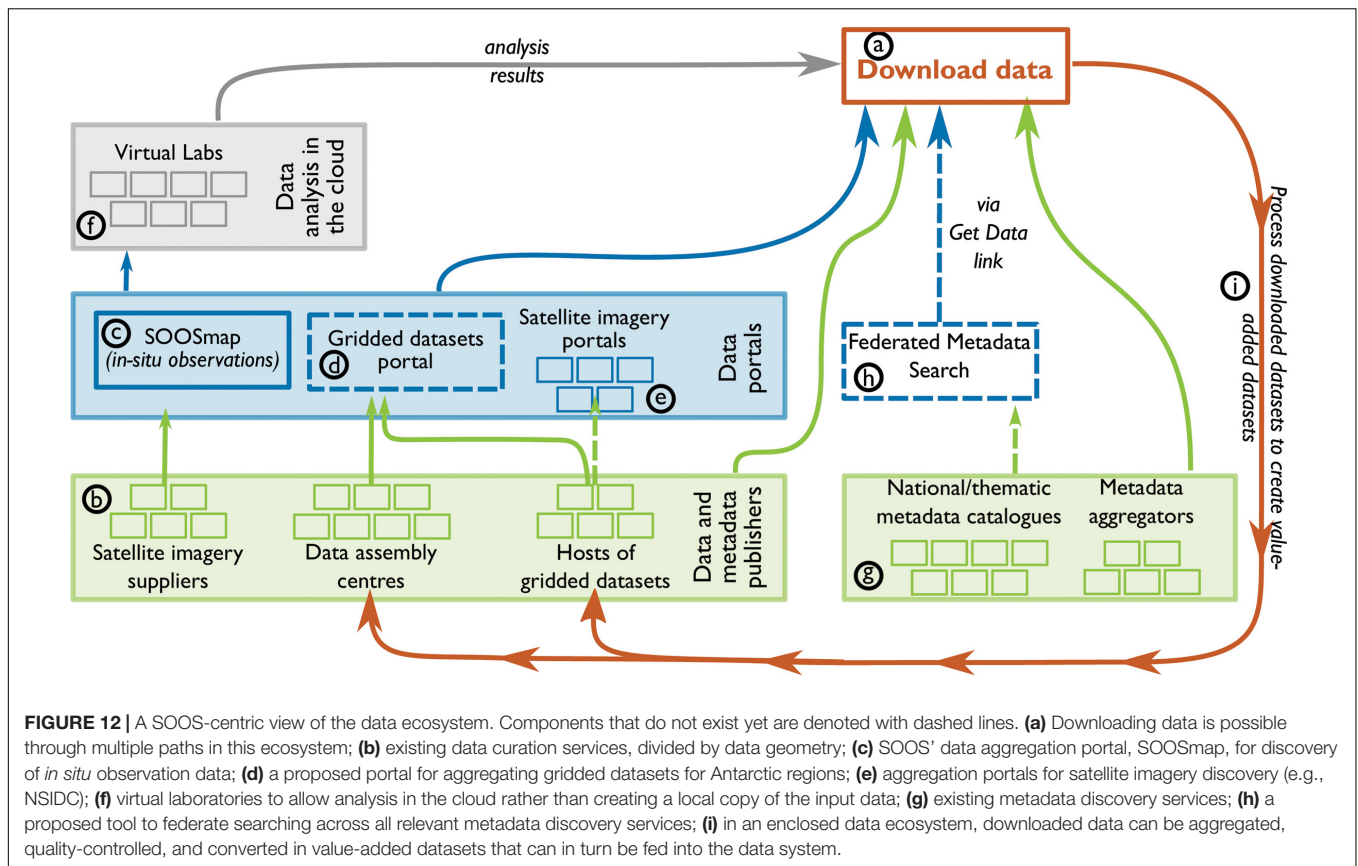 analysis
results
a
Download data
Virtual Labs
Data
analysis in
the cloud
f
via
Get Data
link
Process downloaded datasets to create value-
added datasets
i
c
SOOSmap
(in-situ observations)
Gridded datasets
portal
d
Satellite imagery
portals
e
Data
portals
Federated Metadata
Search
h
b
Satellite imagery
suppliers
Data assembly
centres
Hosts of
gridded datasets
Data and
metadata
publishers
National/thematic
metadata catalogues
Metadata
aggregators
g
FIGURE 12 | A SOOS-centric view of the data ecosystem. Components that do not exist yet are denoted with dashed lines. (a) Downloading data is possible
through multiple paths in this ecosystem; (b) existing data curation services, divided by data geometry; (c) SOOS' data aggregation portal, SOOSmap, for discovery
of in situ observation data; (d) a proposed portal for aggregating gridded datasets for Antarctic regions; (e) aggregation portals for satellite imagery discovery (e.g.,
NSIDC); (f) virtual laboratories to allow analysis in the cloud rather than creating a local copy of the input data; (g) existing metadata discovery services; (h) a
proposed tool to federate searching across all relevant metadata discovery services; (i) in an enclosed data ecosystem, downloaded data can be aggregated,
quality-controlled, and converted in value-added datasets that can in turn be fed into the data system.